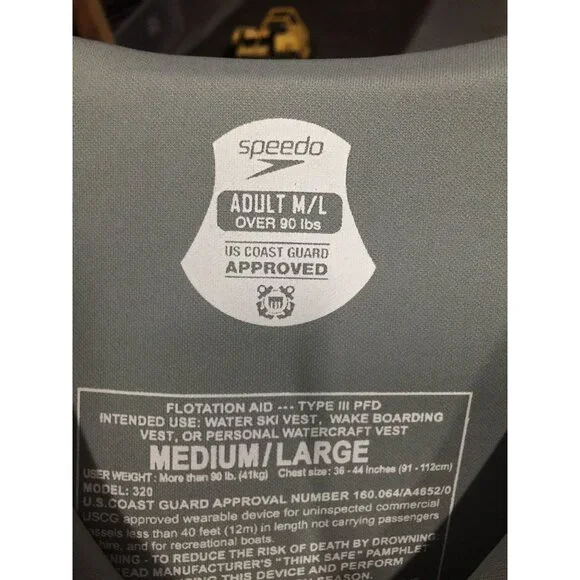 speedo
ADULT M/L
OVER 90 lbs
US COAST GUARD
APPROVED
FLOTATION AID --- TYPE III PFD
INTENDED USE: WATER SKI VEST, WAKE BOARDING
VEST, OR PERSONAL WATERCRAFT VEST
MEDIUM/LARGE
USER WEIGHT: More than 90 lb. (41kg) Chest size: 36 - 44 inches (91 - 112cm)
MODEL: 320
U.S. COAST GUARD APPROVAL NUMBER 160.064/A4652/0
USCG approved wearable device for uninspected commercial
less than 40 feet (12m) in length not carrying passengers
and for recreational boats.
- TO REDUCE THE RISK OF DEATH BY DROWNING
MANUFACTURER'S "THINK SAFE" PAMPHLET
THIS DEVICE AND PERFORM
SEASON.